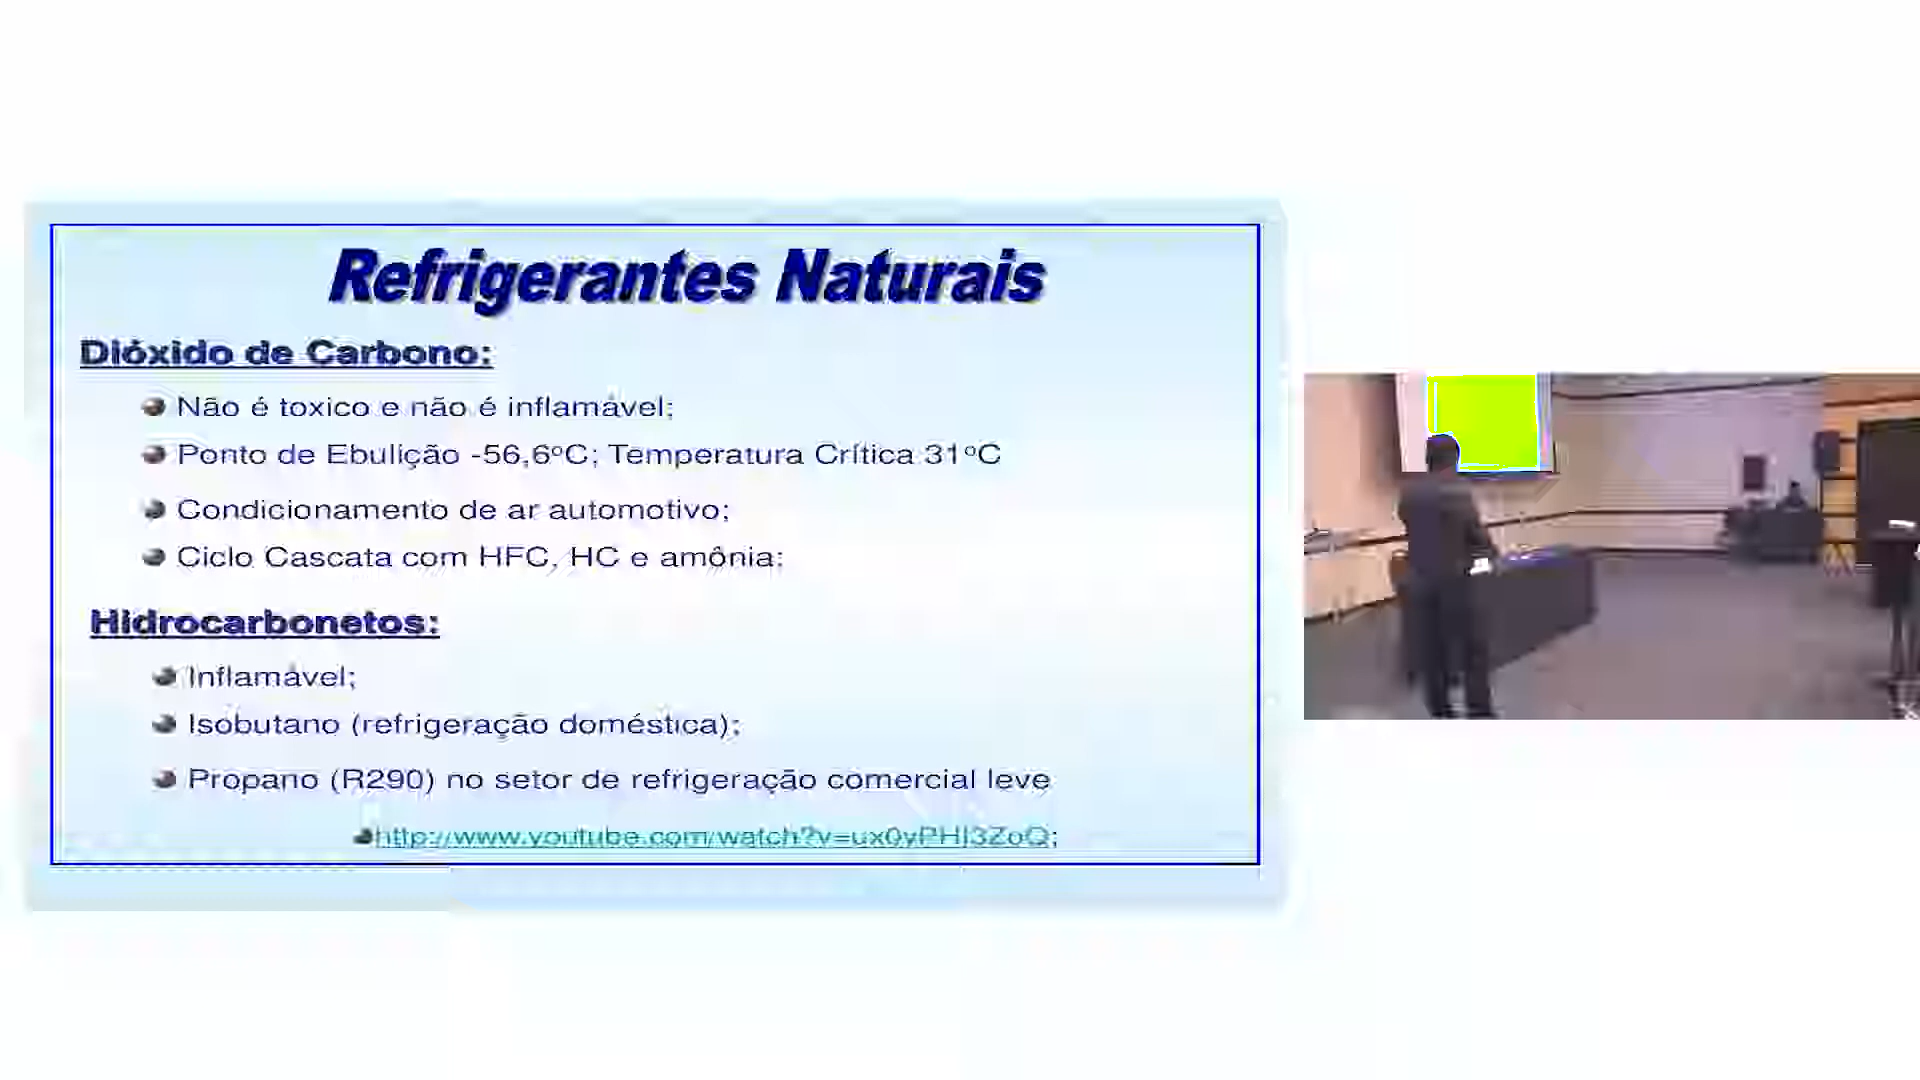 Refrigerantes Naturais
Dióxido de Carbono:
Não é toxico e não é inflamável;
Ponto de Ebulição -56,6ºC; Temperatura Crítica 31ºC
Condicionamento de ar automotivo;
Ciclo Cascata com HFC, HC e amônia;
Hidrocarbonetos:
Inflamável;
Isobutano (refrigeração doméstica);
Propano (R290) no setor de refrigeração comercial leve
http://www.youtube.com/watch?v=ux0yPHI3ZoQ;